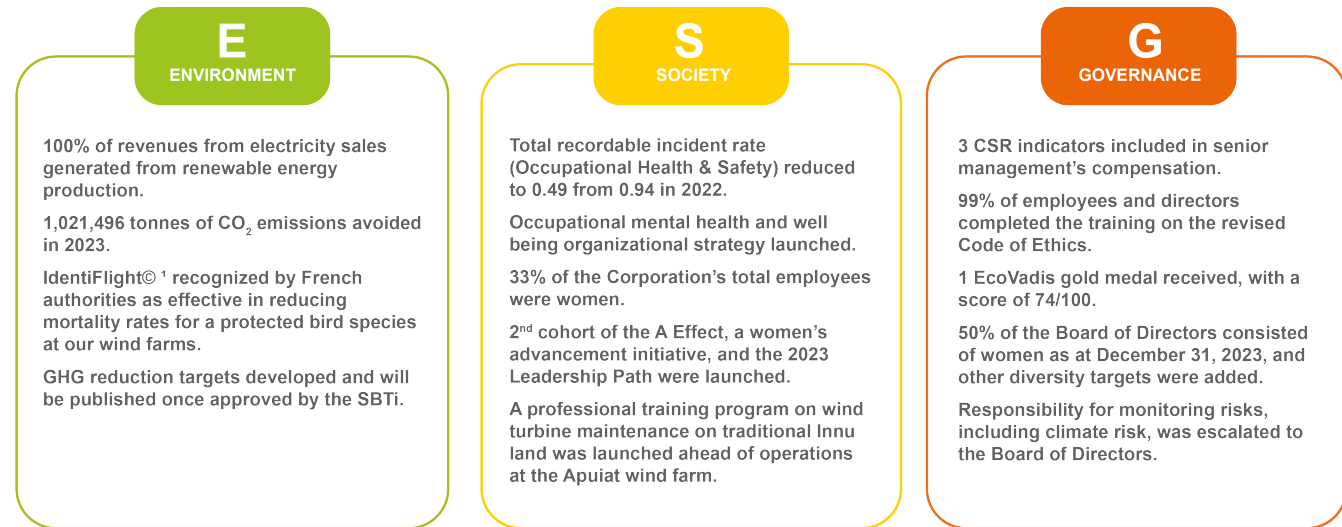 E
ENVIRONMENT
100% of revenues from electricity sales
generated from renewable energy
production.
1,021,496 tonnes of CO₂ emissions avoided
in 2023.
IdentiFlight© ¹ recognized by French
authorities as effective in reducing
mortality rates for a protected bird species
at our wind farms.
GHG reduction targets developed and will
be published once approved by the SBTi.
S
SOCIETY
Total recordable incident rate
(Occupational Health & Safety) reduced
to 0.49 from 0.94 in 2022.
Occupational mental health and well
being organizational strategy launched.
33% of the Corporation’s total employees
were women.
2nd cohort of the A Effect, a women’s
advancement initiative, and the 2023
Leadership Path were launched.
A professional training program on wind
turbine maintenance on traditional Innu
land was launched ahead of operations
at the Apuiat wind farm.
G
GOVERNANCE
3 CSR indicators included in senior
management’s compensation.
99% of employees and directors
completed the training on the revised
Code of Ethics.
1 EcoVadis gold medal received, with a
score of 74/100.
50% of the Board of Directors consisted
of women as at December 31, 2023, and
other diversity targets were added.
Responsibility for monitoring risks,
including climate risk, was escalated to
the Board of Directors.